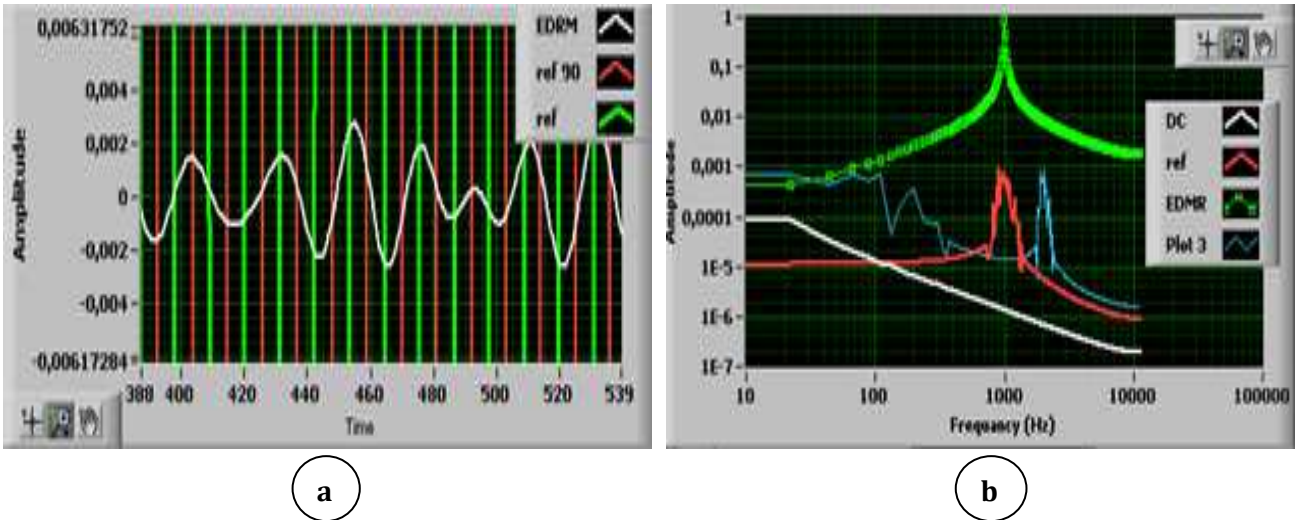 0,00631752
0,004
0,002
0
-0,002
-0,004
-0,00617284
Amplitude
388 400 420 440 460 480 500 520 539
Time
EDRM
ref 90
ref
a
1
0,1
0,01
0,001
0,0001
1E-5
1E-6
1E-7
Amplitude
10 100 1000 10000 100000
Frequency (Hz)
DC
ref
EDMR
Plot 3
b